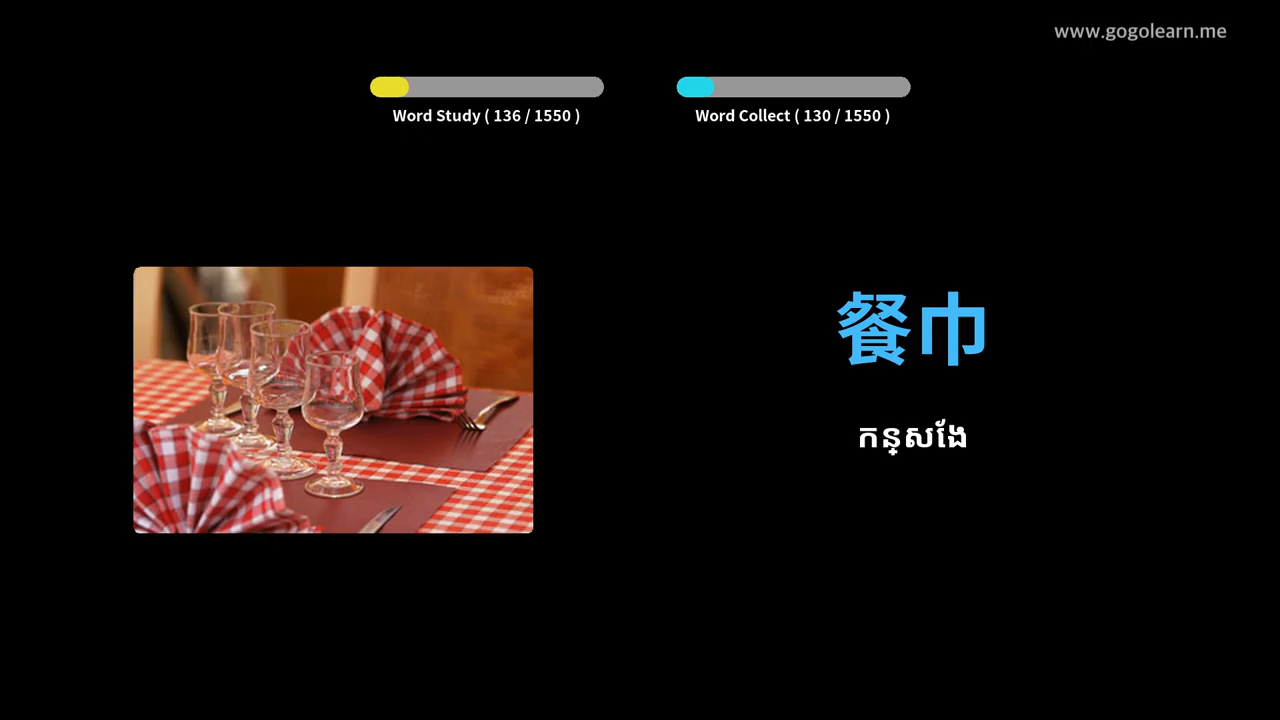 www.gogolearn.me
Word Study ( 136 / 1550 )
Word Collect ( 130 / 1550 )
餐巾
កន្សែង